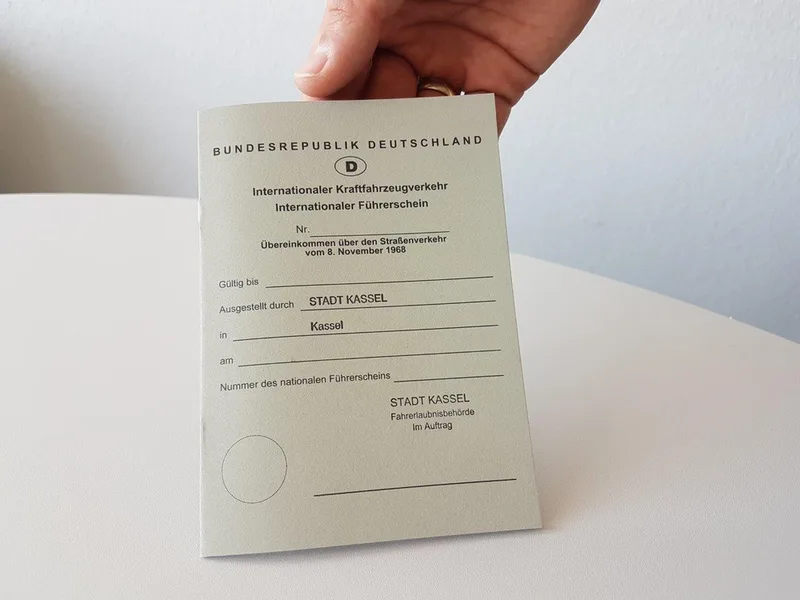 BUNDESREPUBLIK DEUTSCHLAND
D
Internationaler Kraftfahrzeugverkehr
Internationaler Führerschein
Nr.
Übereinkommen über den Straßenverkehr
vom 8. November 1968
Gültig bis
Ausgestellt durch STADT KASSEL
in Kassel
am
Nummer des nationalen Führerscheins
STADT KASSEL
Fahrerlaubnisbehörde
Im Auftrag